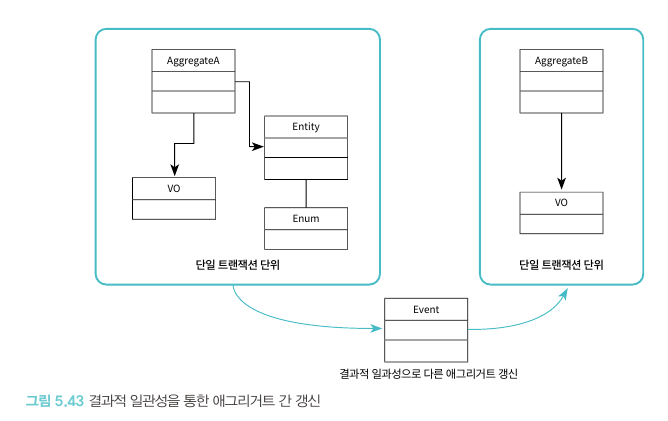 AggregateA
AggregateB
Entity
VO
VO
Enum
단일 트랜잭션 단위
단일 트랜잭션 단위
Event
결과적 일과성으로 다른 애그리거트 갱신
그림 5.43 결과적 일관성을 통한 애그리거트 간 갱신